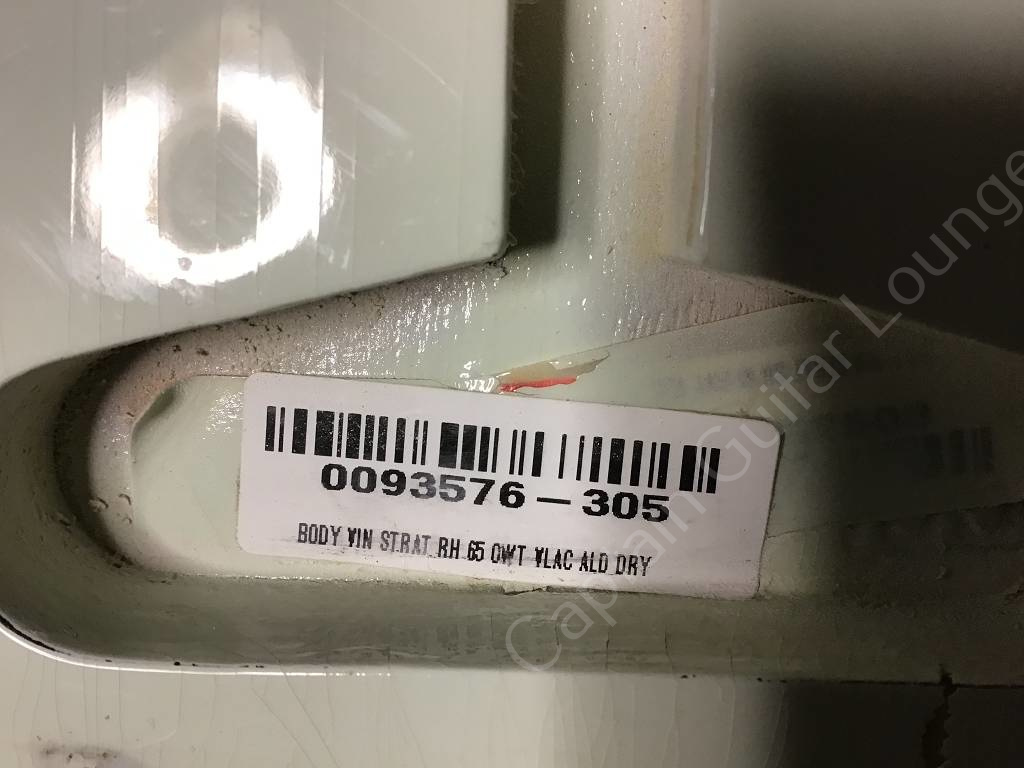 0093576-305
BODY VIN STRAT RH 65 OWT VLAC ALD DRY
Captain Guitar Lounge